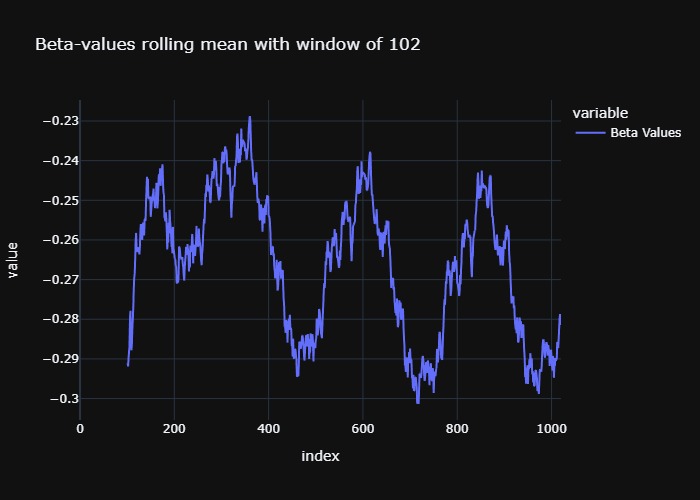 Beta-values rolling mean with window of 102
variable
Beta Values
−0.23
−0.24
−0.25
−0.26
−0.27
−0.28
−0.29
−0.3
value
0
200
400
600
800
1000
index